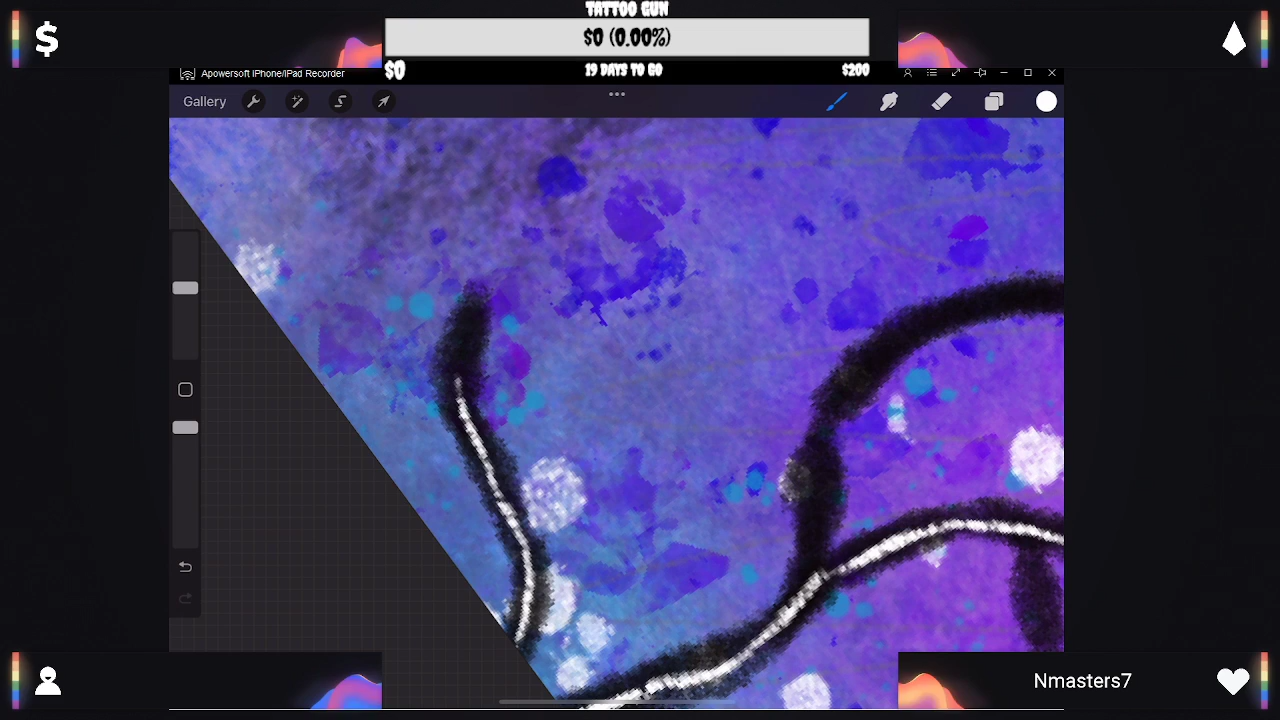 TATTOO GUN
$0 (0.00%)
$0 19 DAYS TO GO $200
Apowersoft iPhone/iPad Recorder
Gallery
Nmasters7